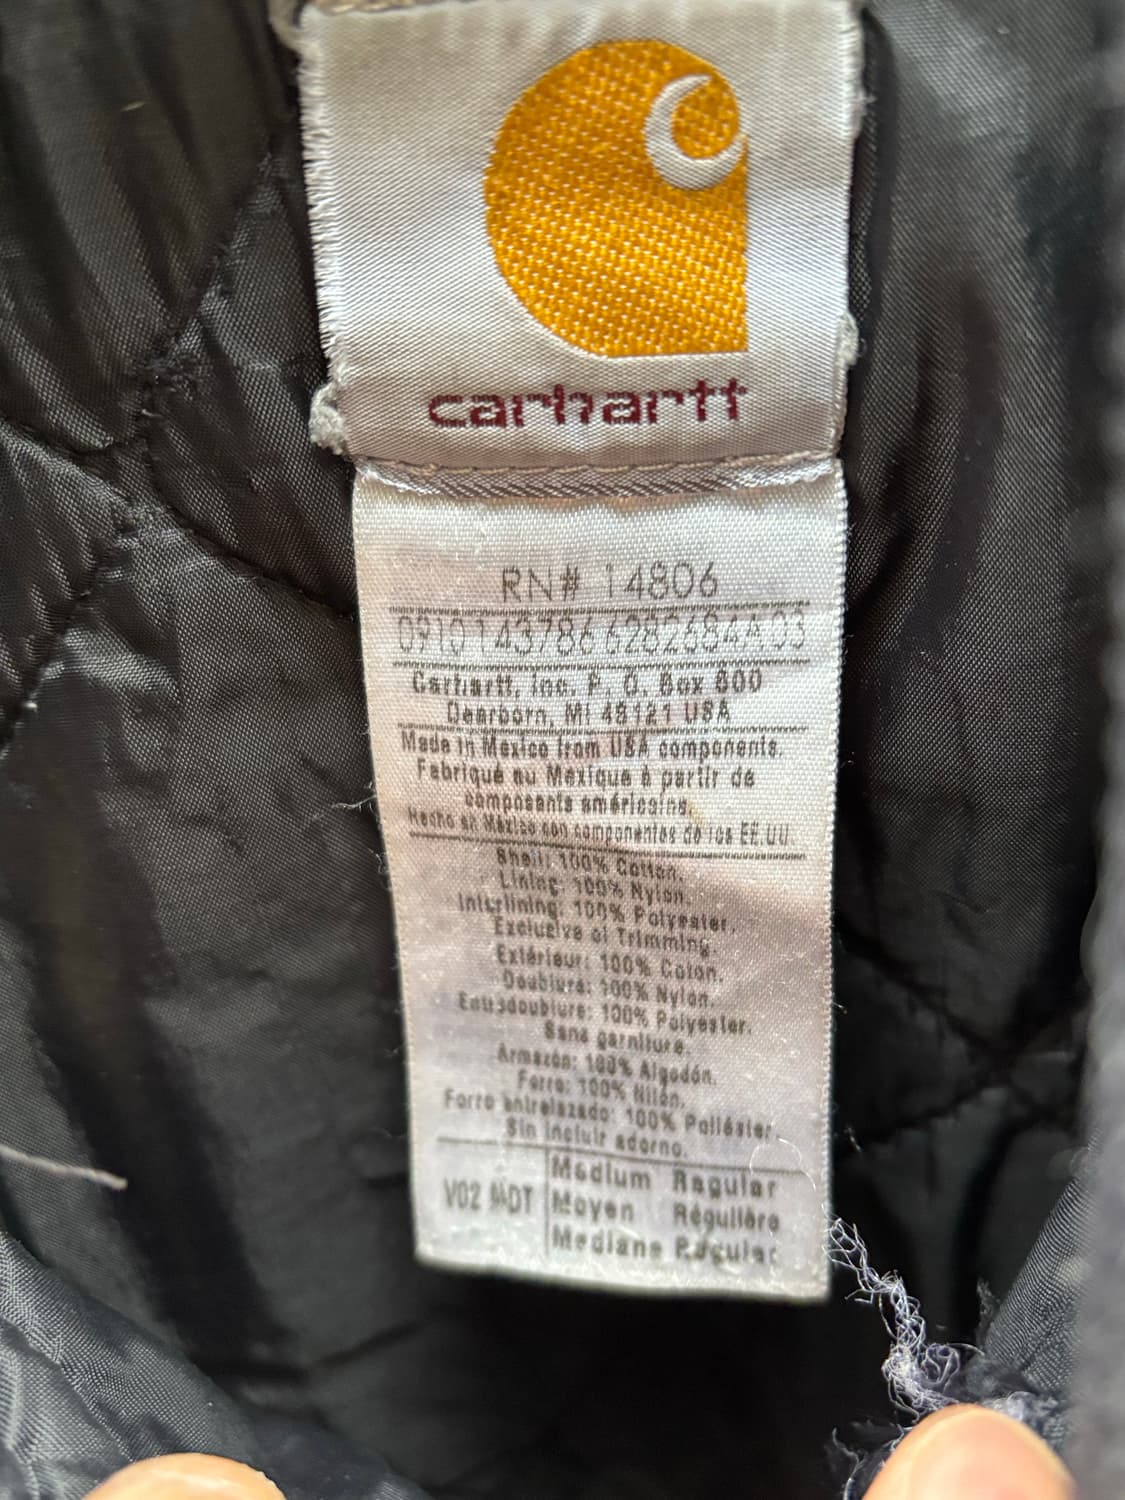 carhartt
RN# 14806
0910143786 6282684A 03
Carhartt, Inc. P. O. Box 600
Dearborn, MI 48121 USA
Made in Mexico from USA components.
Fabriqué au Mexique à partir de
composants américains.
Hecho en México con componentes de los EE.UU
Shell: 100% Cotton.
Lining: 100% Nylon.
Interlining: 100% Polyester.
Exclusive of Trimming.
Extérieur: 100% Coton.
Doublure: 100% Nylon.
Entredoublure: 100% Polyester.
Sans garniture.
Armazón: 100% Algodón.
Forro: 100% Nilón.
Forro entrelazado: 100% Poliéster.
Sin incluir adorno.
V02 MDT
Medium Regular
Moyen Régulière
Mediano Regular